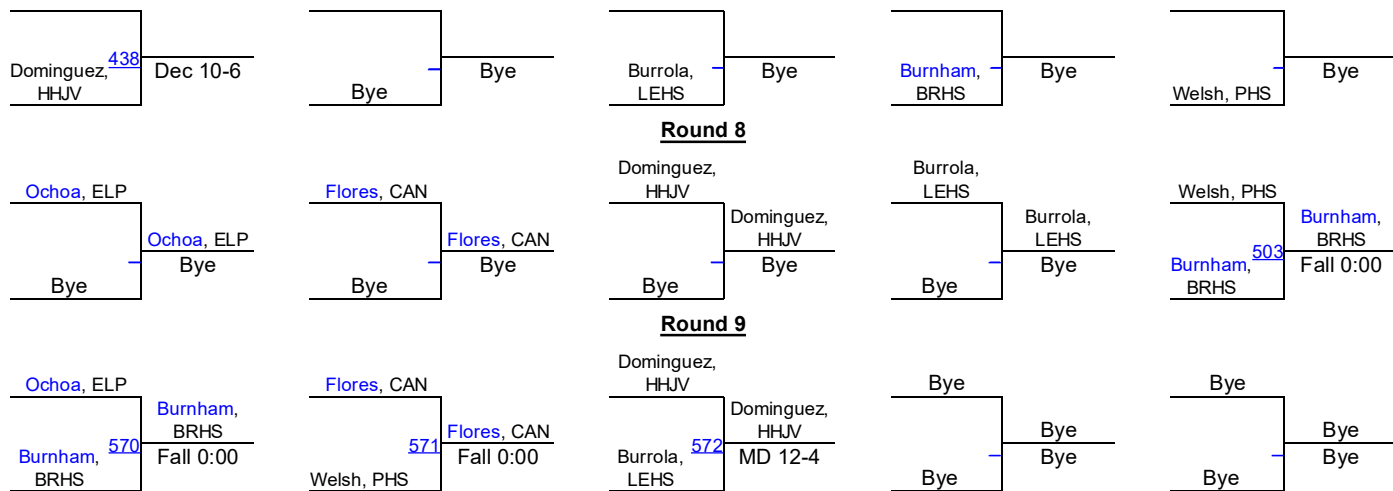 438
Dominguez,
HHJV
Dec 10-6
Bye
Bye
Burrola,
LEHS
Bye
Burnham,
BRHS
Bye
Welsh, PHS
Bye
Round 8
Ochoa, ELP
Bye
Ochoa, ELP
Bye
Flores, CAN
Bye
Flores, CAN
Bye
Dominguez,
HHJV
Bye
Dominguez,
HHJV
Bye
Burrola,
LEHS
Bye
Burrola,
LEHS
Bye
Welsh, PHS
503
Burnham,
BRHS
Burnham,
BRHS
Fall 0:00
Round 9
Ochoa, ELP
570
Burnham,
BRHS
Burnham,
BRHS
Fall 0:00
Flores, CAN
571
Welsh, PHS
Flores, CAN
Fall 0:00
Dominguez,
HHJV
572
Burrola,
LEHS
Dominguez,
HHJV
MD 12-4
Bye
Bye
Bye
Bye
Bye
Bye
Bye
Bye